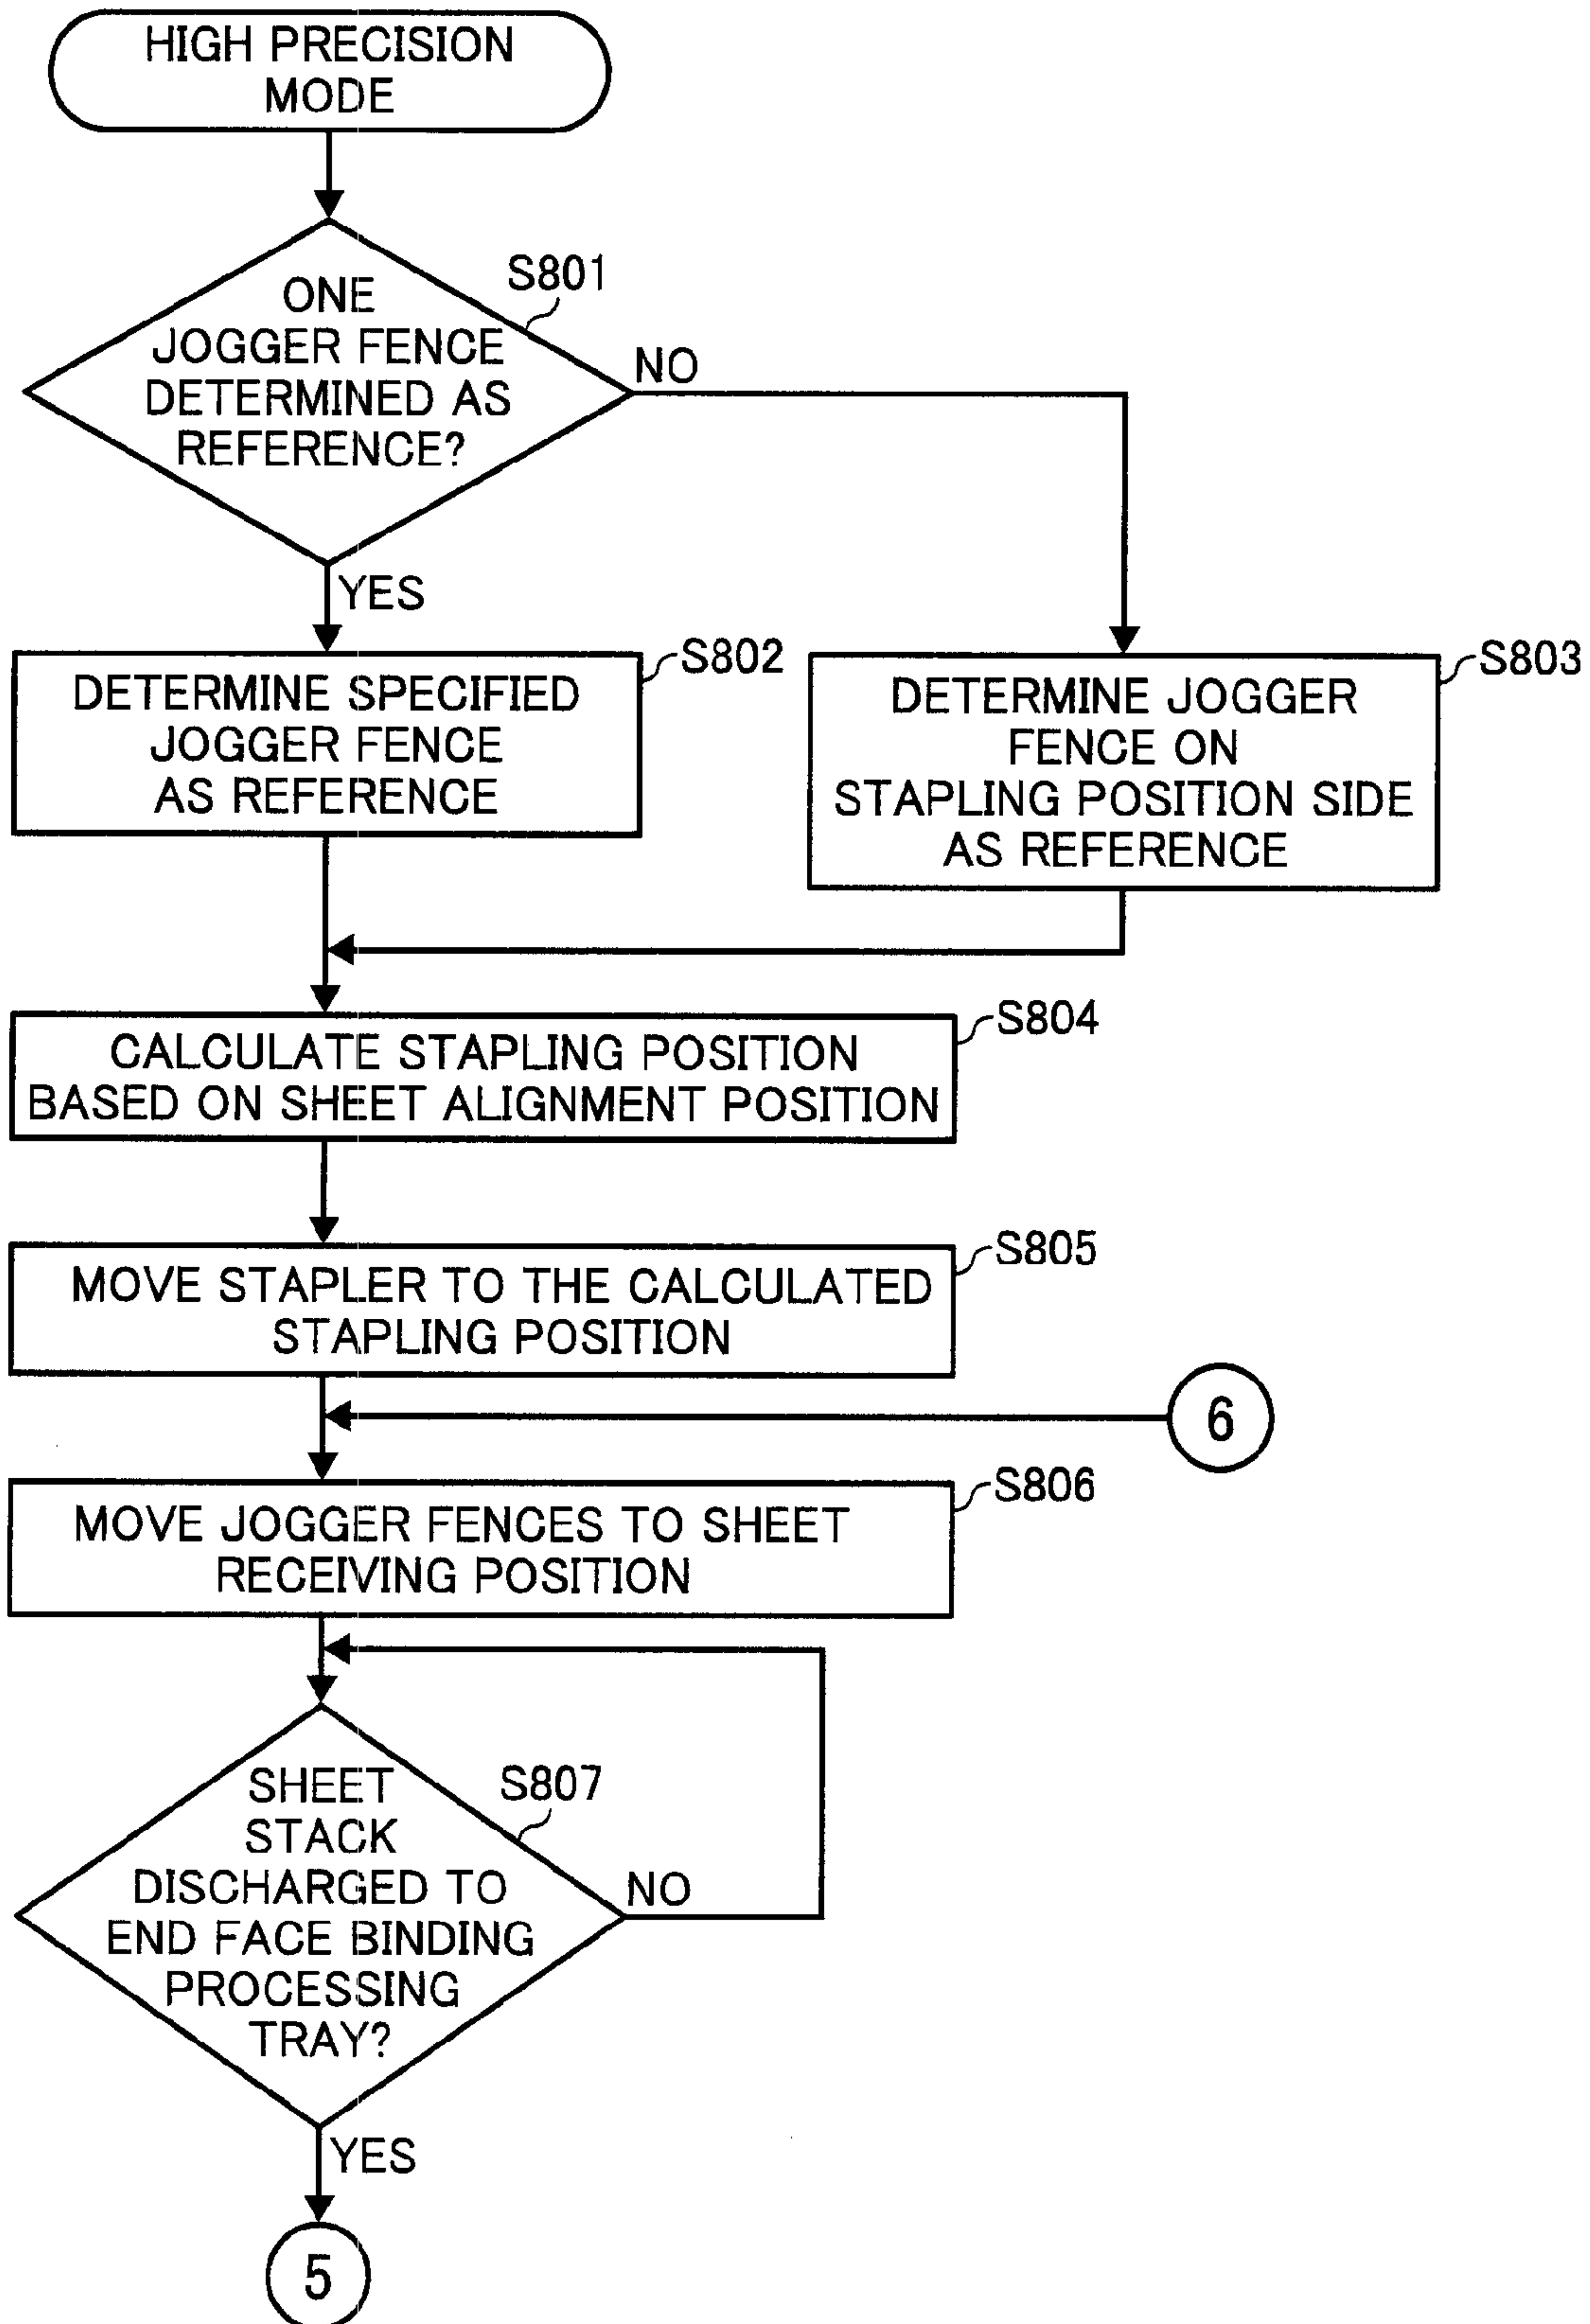 HIGH PRECISION
MODE
S801
ONE
JOGGER FENCE
DETERMINED AS
REFERENCE?
NO
YES
S802
DETERMINE SPECIFIED
JOGGER FENCE
AS REFERENCE
S803
DETERMINE JOGGER
FENCE ON
STAPLING POSITION SIDE
AS REFERENCE
S804
CALCULATE STAPLING POSITION
BASED ON SHEET ALIGNMENT POSITION
S805
MOVE STAPLER TO THE CALCULATED
STAPLING POSITION
6
S806
MOVE JOGGER FENCES TO SHEET
RECEIVING POSITION
S807
SHEET
STACK
DISCHARGED TO
END FACE BINDING
PROCESSING
TRAY?
NO
YES
5